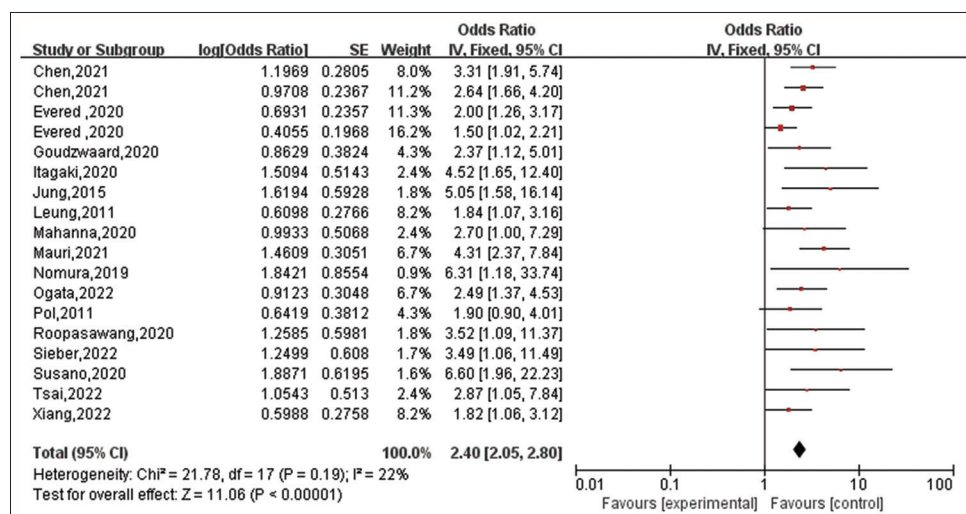 Odds Ratio Odds Ratio
Study or Subgroup log[Odds Ratio] SE Weight IV, Fixed, 95% CI IV, Fixed, 95% CI
Chen,2021 1.1969 0.2805 8.0% 3.31 [1.91, 5.74]
Chen,2021 0.9708 0.2367 11.2% 2.64 [1.66, 4.20]
Evered ,2020 0.6931 0.2357 11.3% 2.00 [1.26, 3.17]
Evered ,2020 0.4055 0.1968 16.2% 1.50 [1.02, 2.21]
Goudzwaard,2020 0.8629 0.3824 4.3% 2.37 [1.12, 5.01]
Itagaki,2020 1.5094 0.5143 2.4% 4.52 [1.65, 12.40]
Jung,2015 1.6194 0.5928 1.8% 5.05 [1.58, 16.14]
Leung,2011 0.6098 0.2766 8.2% 1.84 [1.07, 3.16]
Mahanna,2020 0.9933 0.5068 2.4% 2.70 [1.00, 7.29]
Mauri,2021 1.4609 0.3051 6.7% 4.31 [2.37, 7.84]
Nomura,2019 1.8421 0.8554 0.9% 6.31 [1.18, 33.74]
Ogata,2022 0.9123 0.3048 6.7% 2.49 [1.37, 4.53]
Pol,2011 0.6419 0.3812 4.3% 1.90 [0.90, 4.01]
Roopasawang,2020 1.2585 0.5981 1.8% 3.52 [1.09, 11.37]
Sieber,2022 1.2499 0.608 1.7% 3.49 [1.06, 11.49]
Susano,2020 1.8871 0.6195 1.6% 6.60 [1.96, 22.23]
Tsai,2022 1.0543 0.513 2.4% 2.87 [1.05, 7.84]
Xiang,2022 0.5988 0.2758 8.2% 1.82 [1.06, 3.12]
Total (95% CI) 100.0% 2.40 [2.05, 2.80]
Heterogeneity: Chi² = 21.78, df = 17 (P = 0.19); I² = 22%
Test for overall effect: Z = 11.06 (P < 0.00001)
0.01 0.1 1 10 100
Favours [experimental] Favours [control]